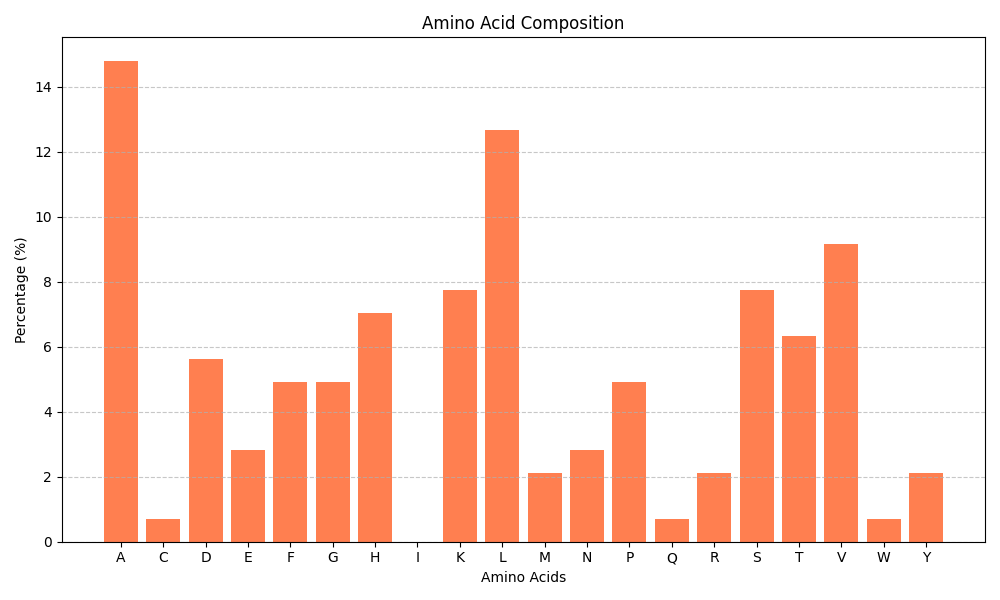 Amino Acid Composition
Percentage (%)
14
12
10
8
6
4
2
0
A C D E F G H I K L M N P Q R S T V W Y
Amino Acids